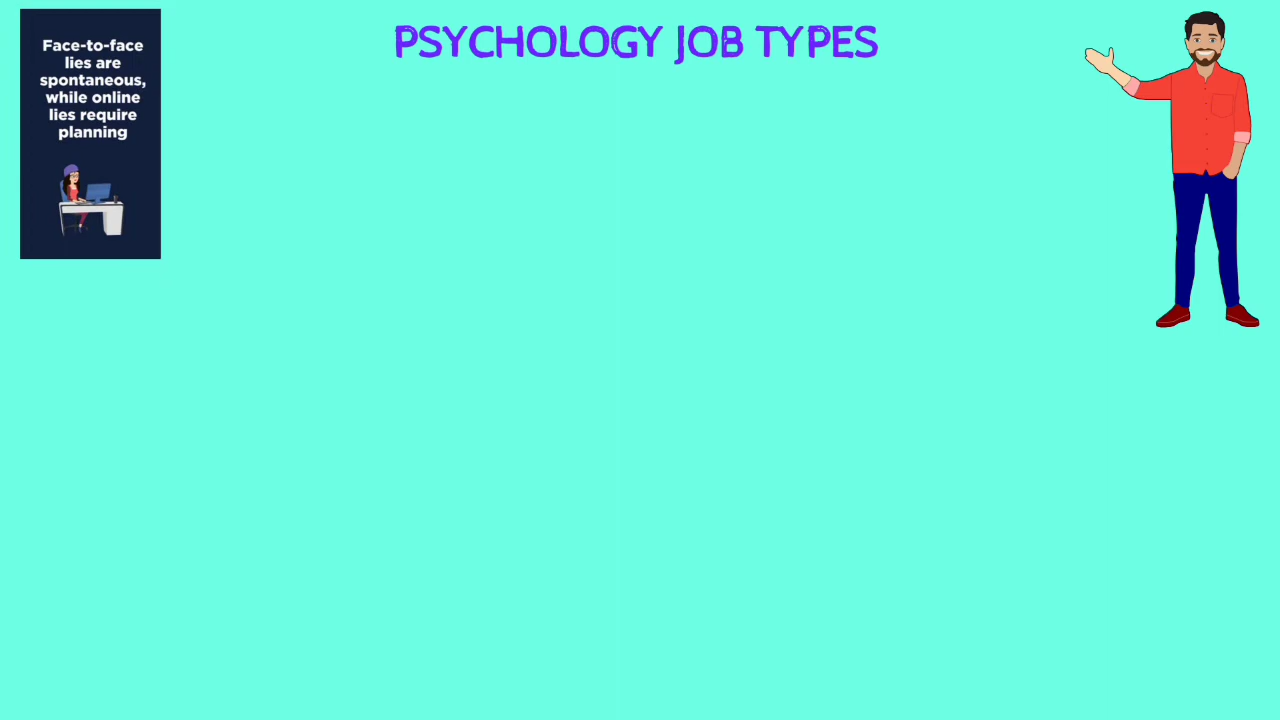 PSYCHOLOGY JOB TYPES
Face-to-face
lies are
spontaneous,
while online
lies require
planning